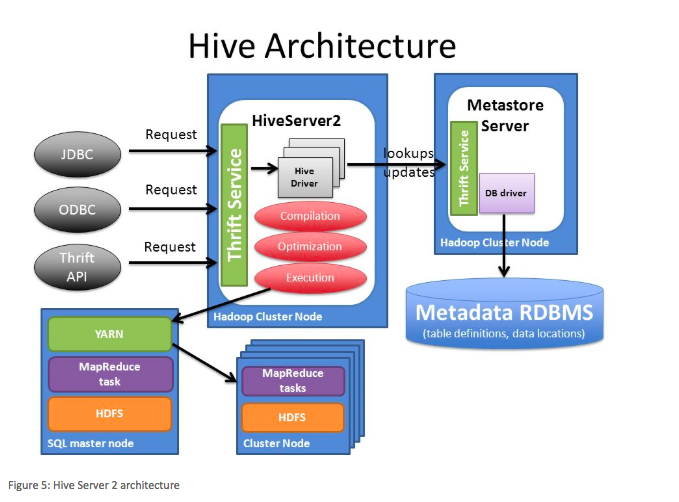 Hive Architecture
JDBC
ODBC
Thrift
API
Request
Request
Request
Thrift Service
HiveServer2
Hive
Driver
Compilation
Optimization
Execution
Hadoop Cluster Node
lookups
updates
Metastore
Server
Thrift Service
DB driver
Hadoop Cluster Node
Metadata RDBMS
(table definitions, data locations)
YARN
MapReduce
task
HDFS
SQL master node
MapReduce
tasks
HDFS
Cluster Node
Figure 5: Hive Server 2 architecture